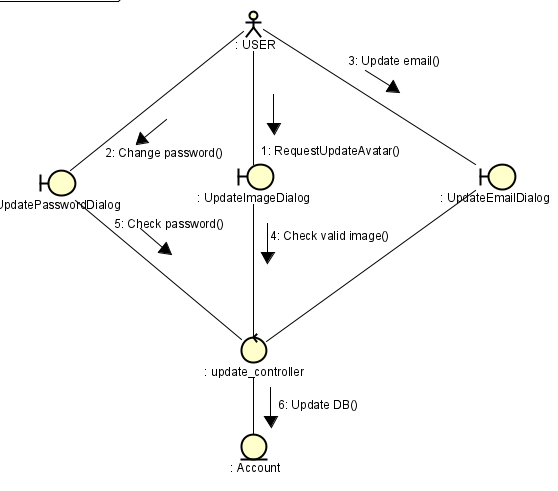 : USER
3: Update email()
2: Change password()
1: RequestUpdateAvatar()
UpdatePasswordDialog
: UpdateImageDialog
: UpdateEmailDialog
5: Check password()
4: Check valid image()
: update_controller
6: Update DB()
: Account